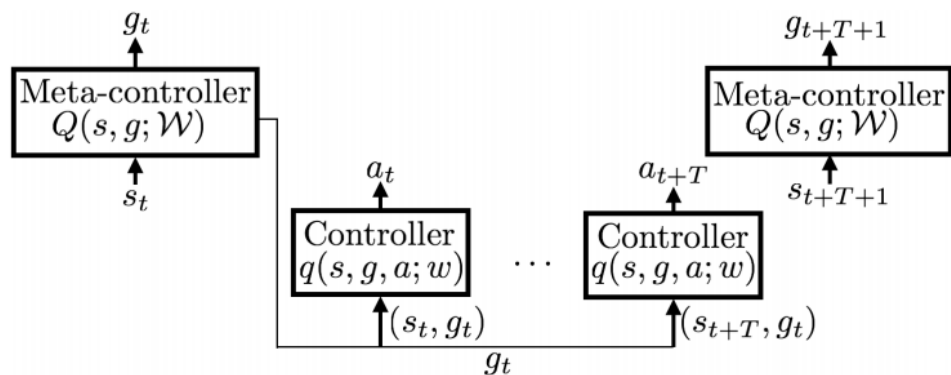 g_t
Meta-controller
Q(s, g; 𝒲)
s_t
a_t
Controller
q(s, g, a; w)
(s_t, g_t)
...
a_{t+T}
Controller
q(s, g, a; w)
(s_{t+T}, g_t)
g_t
g_{t+T+1}
Meta-controller
Q(s, g; 𝒲)
s_{t+T+1}